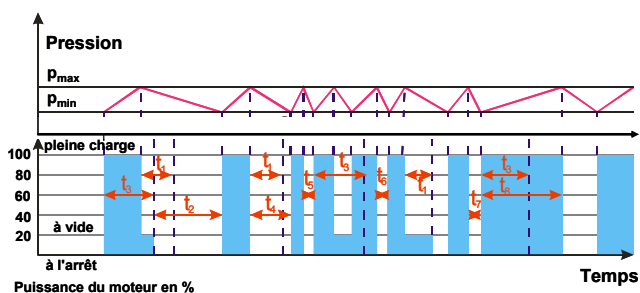 Pression
pmax
pmin
pleine charge
100
80
60
40
20
t1
t1
t3
t3
t3
t5
t6
t1
t8
t2
t4
t7
à vide
à l'arrêt
Temps
Puissance du moteur en %